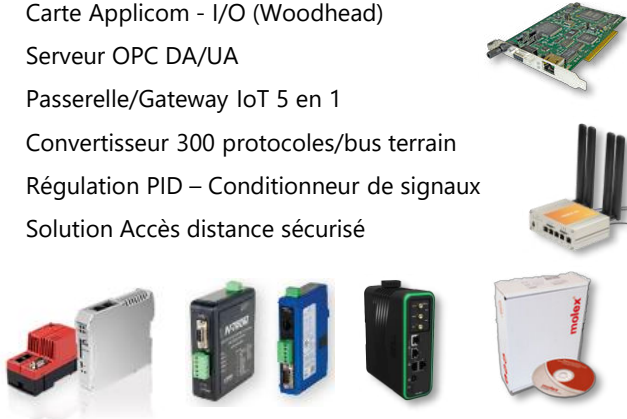 Carte Applicom - I/O (Woodhead)
Serveur OPC DA/UA
Passerelle/Gateway IoT 5 en 1
Convertisseur 300 protocoles/bus terrain
Régulation PID – Conditionneur de signaux
Solution Accès distance sécurisé
molex